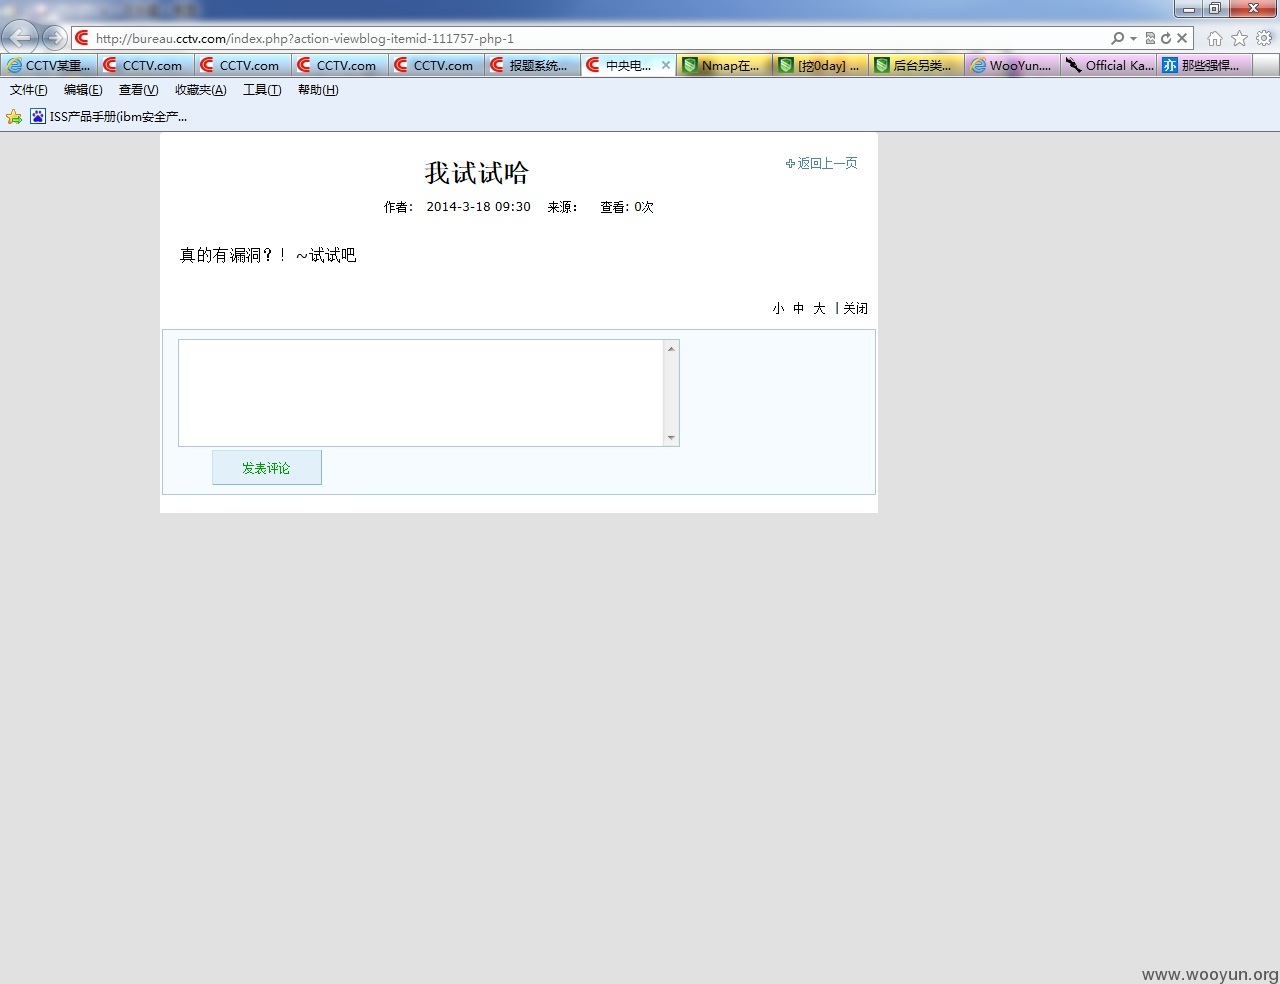 http://bureau.cctv.com/index.php?action-viewblog-itemid-111757-php-1
CCTV某重... CCTV.com CCTV.com CCTV.com CCTV.com 报题系统... 中央电... Nmap在... [挖0day] ... 后台另类... WooYun.... Official Ka... 那些强悍...
文件(F) 编辑(E) 查看(V) 收藏夹(A) 工具(T) 帮助(H)
ISS产品手册(ibm安全产...
我试试哈
返回上一页
作者: 2014-3-18 09:30 来源: 查看: 0次
真的有漏洞?！~试试吧
小 中 大 | 关闭
发表评论
www.wooyun.org